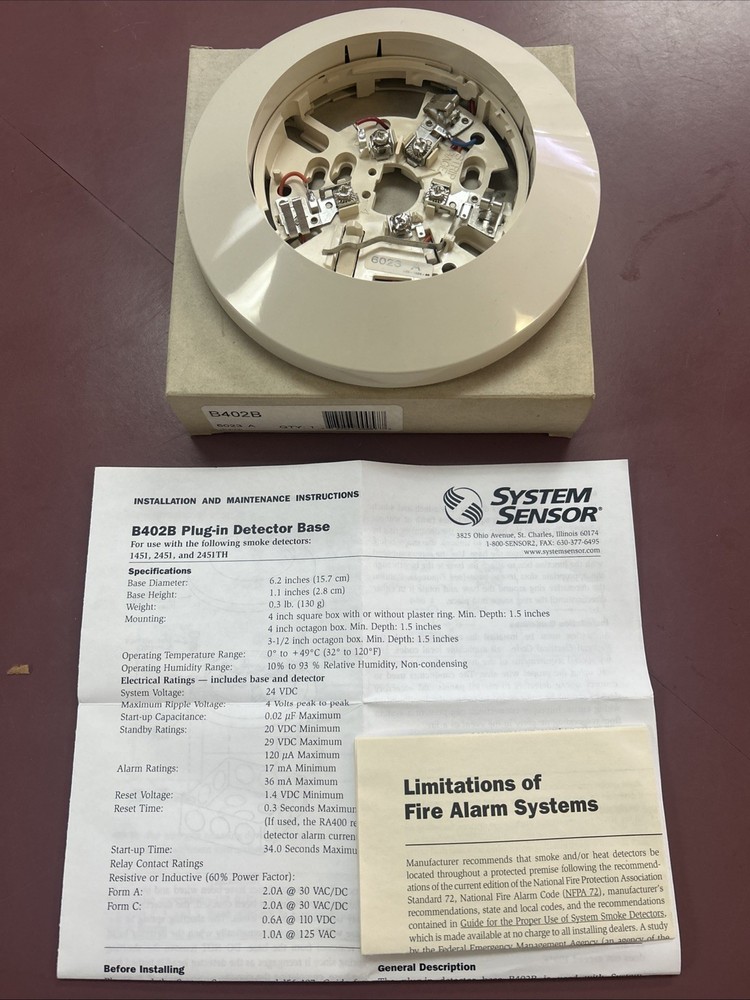 6023 A
B402B
6023 A QTY: 1
INSTALLATION AND MAINTENANCE INSTRUCTIONS
SYSTEM
SENSOR®
3825 Ohio Avenue, St. Charles, Illinois 60174
1-800-SENSOR2, FAX: 630-377-6495
www.systemsensor.com
B402B Plug-in Detector Base
For use with the following smoke detectors:
1451, 2451, and 2451TH
Specifications
Base Diameter: 6.2 inches (15.7 cm)
Base Height: 1.1 inches (2.8 cm)
Weight: 0.3 lb. (130 g)
Mounting: 4 inch square box with or without plaster ring. Min. Depth: 1.5 inches
4 inch octagon box. Min. Depth: 1.5 inches
3-1/2 inch octagon box. Min. Depth: 1.5 inches
Operating Temperature Range: 0° to +49°C (32° to 120°F)
Operating Humidity Range: 10% to 93 % Relative Humidity, Non-condensing
Electrical Ratings — includes base and detector
System Voltage: 24 VDC
Maximum Ripple Voltage: 4 Volts peak to peak
Start-up Capacitance: 0.02 µF Maximum
Standby Ratings: 20 VDC Minimum
29 VDC Maximum
120 µA Maximum
Alarm Ratings: 17 mA Minimum
36 mA Maximum
Reset Voltage: 1.4 VDC Minimum
Reset Time: 0.3 Seconds Maximum
(If used, the RA400
detector alarm
Start-up Time: 34.0 Seconds Maximu
Relay Contact Ratings
Resistive or Inductive (60% Power Factor):
Form A: 2.0A @ 30 VAC/DC
Form C: 2.0A @ 30 VAC/DC
0.6A @ 110 VDC
1.0A @ 125 VAC
Before Installing
General Description
Limitations of
Fire Alarm Systems
Manufacturer recommends that smoke and/or heat detectors be
located throughout a protected premise following the recommend-
ations of the current edition of the National Fire Protection Association
Standard 72, National Fire Alarm Code (NFPA 72), manufacturer's
recommendations, state and local codes, and the recommendations
contained in Guide for the Proper Use of System Smoke Detectors,
which is made available at no charge to all installing dealers. A study
by the Federal Emergency Management Agency (an agency of the